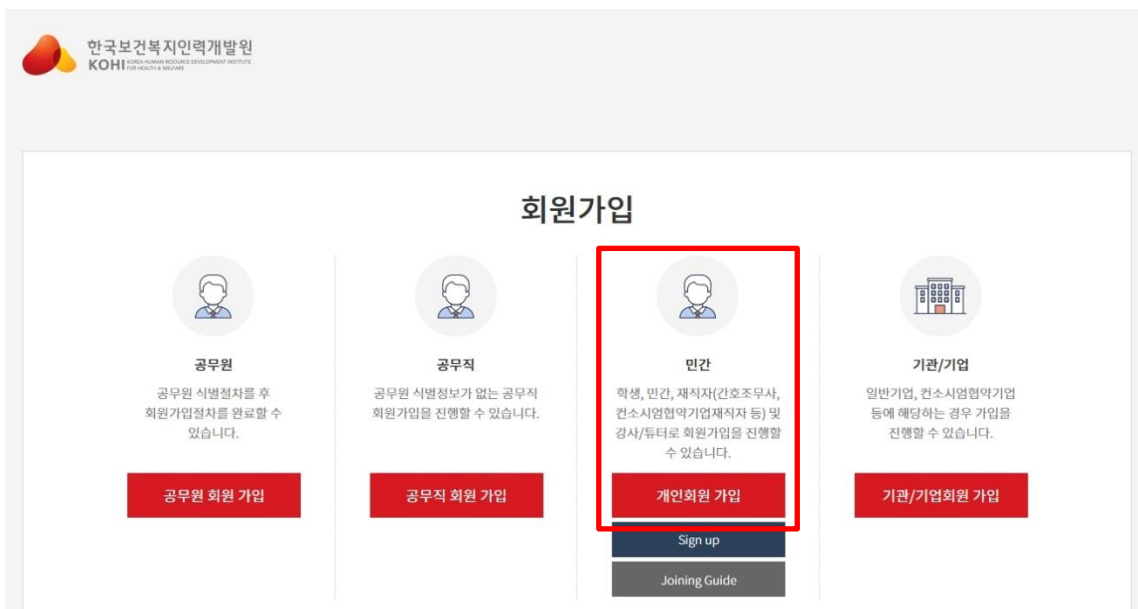 한국보건복지인력개발원
KOHI KOREA HUMAN RESOURCE DEVELOPMENT INSTITUTE
FOR HEALTH & WELFARE
회원가입
공무원
공무원 식별절차를 후
회원가입절차를 완료할 수
있습니다.
공무원 회원 가입
공무직
공무원 식별정보가 없는 공무직
회원가입을 진행할 수 있습니다.
공무직 회원 가입
민간
학생, 민간, 재직자(간호조무사,
컨소시엄협약기업재직자 등) 및
강사/튜터로 회원가입을 진행할
수 있습니다.
개인회원 가입
Sign up
Joining Guide
기관/기업
일반기업, 컨소시엄협약기업
등에 해당하는 경우 가입을
진행할 수 있습니다.
기관/기업회원 가입